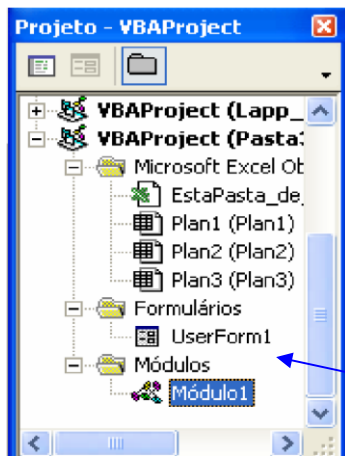 Projeto - VBAProject
VBAProject (Lapp_
VBAProject (Pasta
Microsoft Excel Ob
EstaPasta_de_
Plan1 (Plan1)
Plan2 (Plan2)
Plan3 (Plan3)
Formulários
UserForm1
Módulos
Módulo1